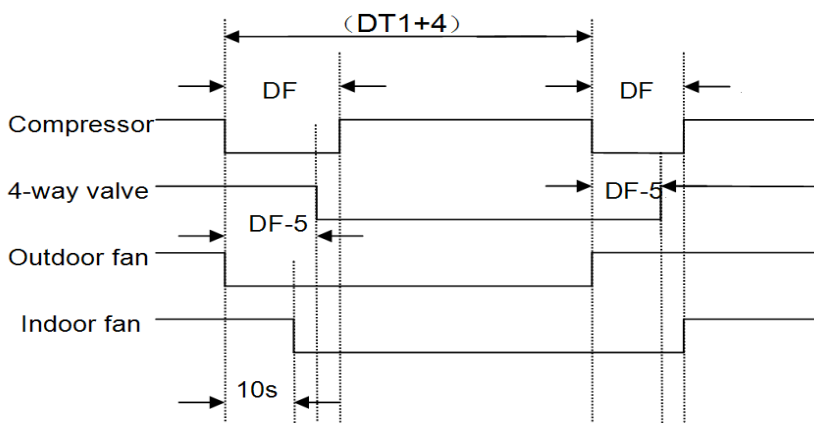 （DT1+4）
DF DF
Compressor
4-way valve
DF-5
DF-5
Outdoor fan
Indoor fan
10s